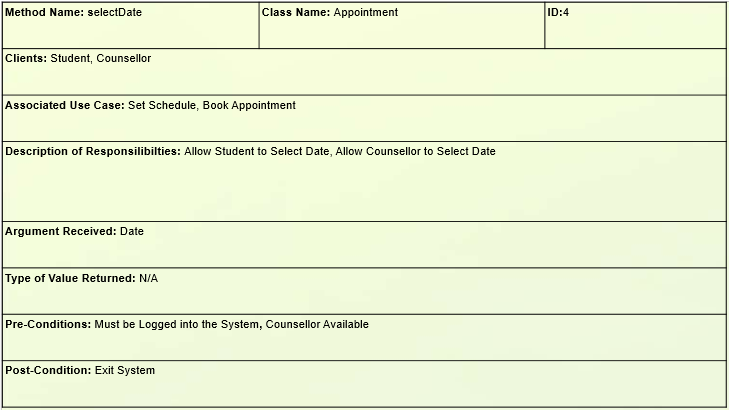 Method Name: selectDate Class Name: Appointment ID:4
Clients: Student, Counsellor
Associated Use Case: Set Schedule, Book Appointment
Description of Responsilibilties: Allow Student to Select Date, Allow Counsellor to Select Date
Argument Received: Date
Type of Value Returned: N/A
Pre-Conditions: Must be Logged into the System, Counsellor Available
Post-Condition: Exit System